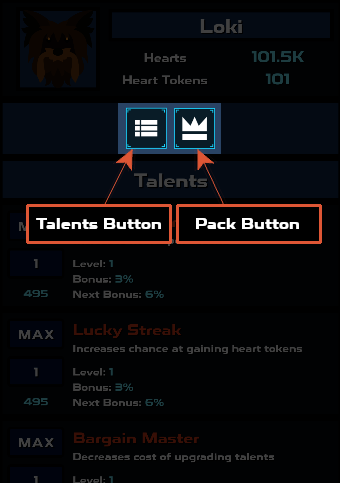 Loki
Hearts 101.5K
Heart Tokens 101
Talents
Talents Button Pack Button
1 Level: 1
Bonus: 3%
495 Next Bonus: 6%
MAX Lucky Streak
Increases chance at gaining heart tokens
1 Level: 1
Bonus: 3%
495 Next Bonus: 6%
MAX Bargain Master
Decreases cost of upgrading talents
1 Level: 1